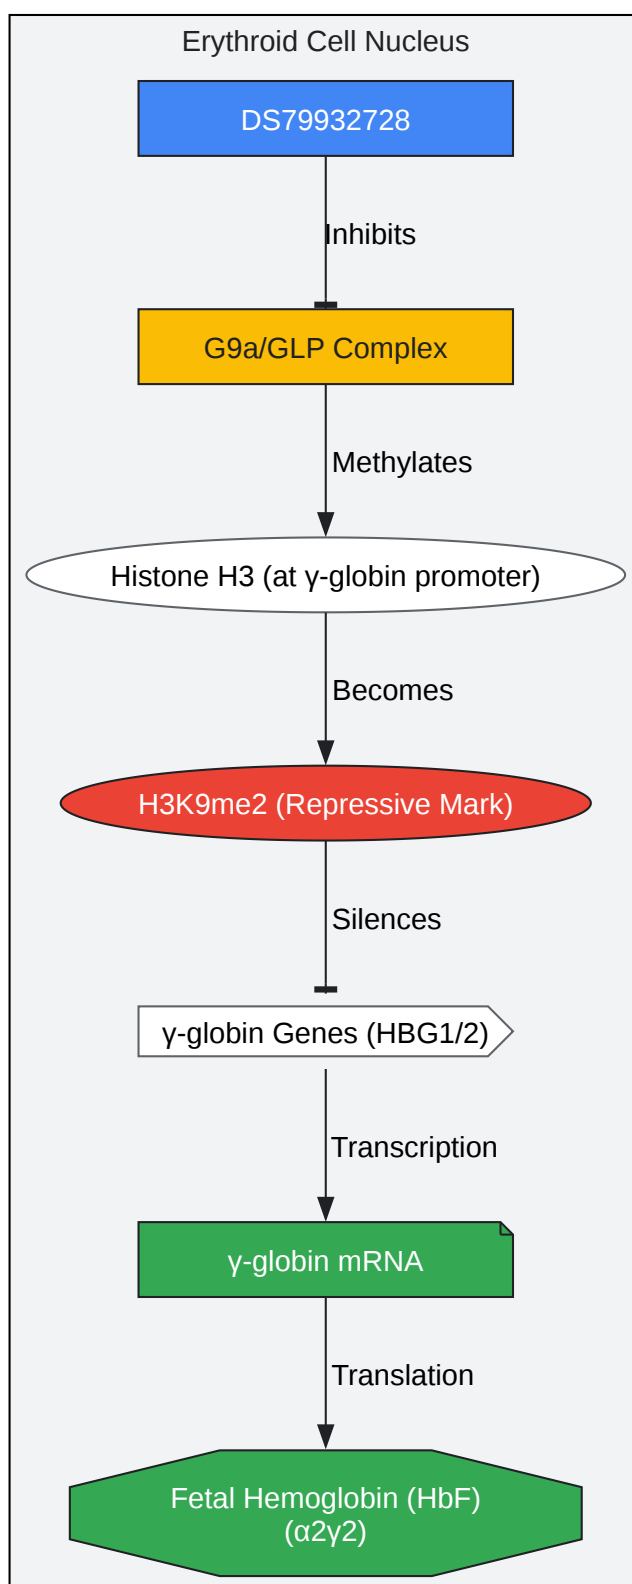 Erythroid Cell Nucleus
DS79932728
Inhibits
G9a/GLP Complex
Methylates
Histone H3 (at γ-globin promoter)
Becomes
H3K9me2 (Repressive Mark)
Silences
γ-globin Genes (HBG1/2)
Transcription
γ-globin mRNA
Translation
Fetal Hemoglobin (HbF)
(α2γ2)